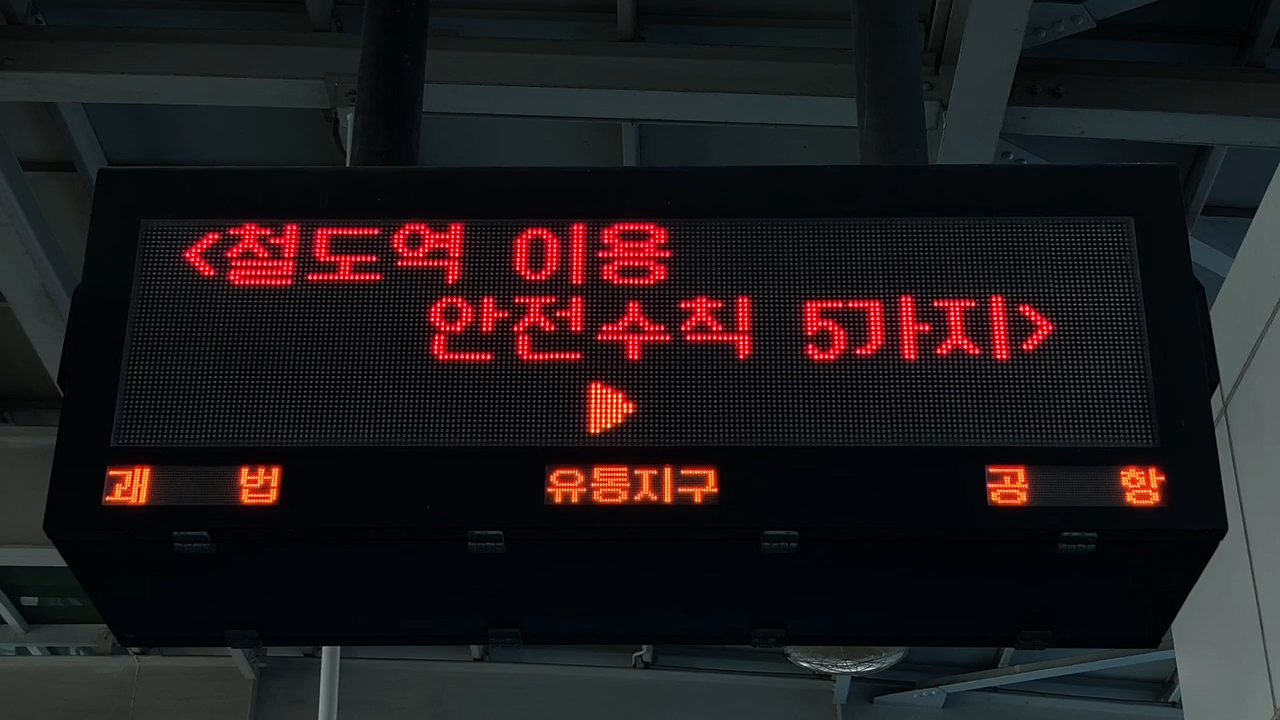 <철도역 이용
안전수칙 5가지>
▶
괘 법 유통지구 공 항